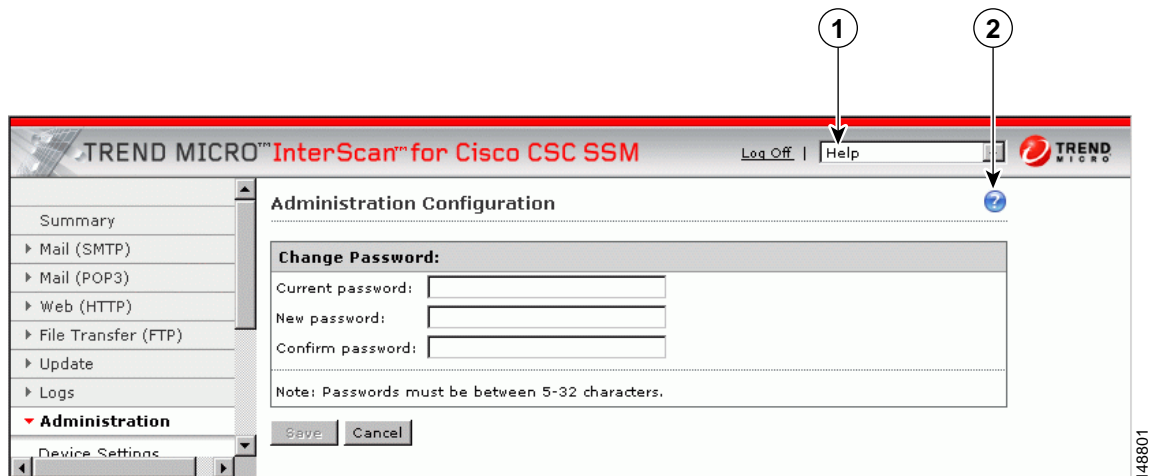 1 2
TREND MICRO™ InterScan™ for Cisco CSC SSM
Log Off | Help
TREND MICRO
Summary
Mail (SMTP)
Mail (POP3)
Web (HTTP)
File Transfer (FTP)
Update
Logs
Administration
Device Settings
Administration Configuration
?
Change Password:
Current password:
New password:
Confirm password:
Note: Passwords must be between 5-32 characters.
Save Cancel
148801